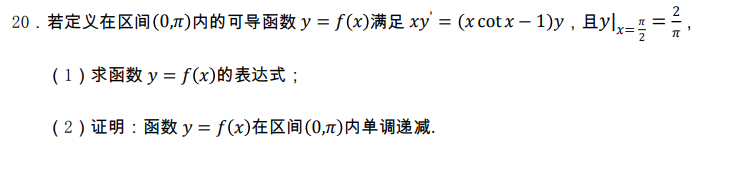 20．若定义在区间(0,π)内的可导函数 y = f(x)满足 xy' = (x cot x − 1)y，且y|ₓ₌π/2 = 2/π，
（1）求函数 y = f(x)的表达式；
（2）证明：函数 y = f(x)在区间(0,π)内单调递减.